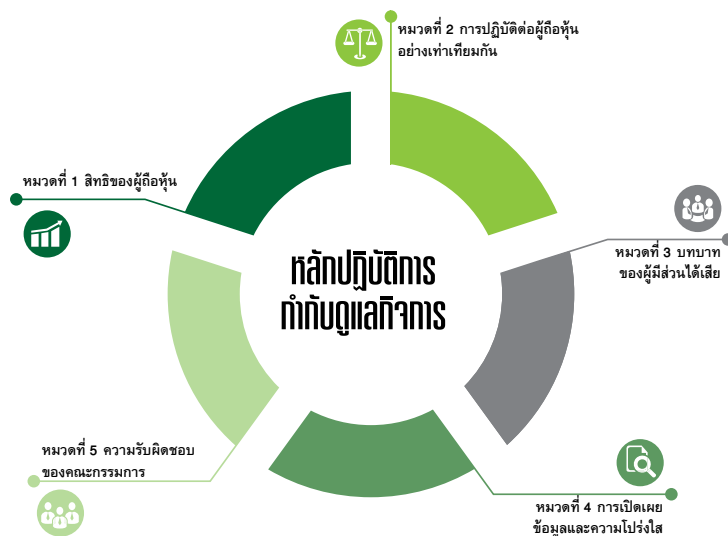 หมวดที่ 2 การปฏิบัติต่อผู้ถือหุ้น
อย่างเท่าเทียมกัน
หมวดที่ 1 สิทธิของผู้ถือหุ้น
หมวดที่ 3 บทบาท
ของผู้มีส่วนได้เสีย
หลักปฏิบัติการ
กำกับดูแลกิจการ
หมวดที่ 5 ความรับผิดชอบ
ของคณะกรรมการ
หมวดที่ 4 การเปิดเผย
ข้อมูลและความโปร่งใส